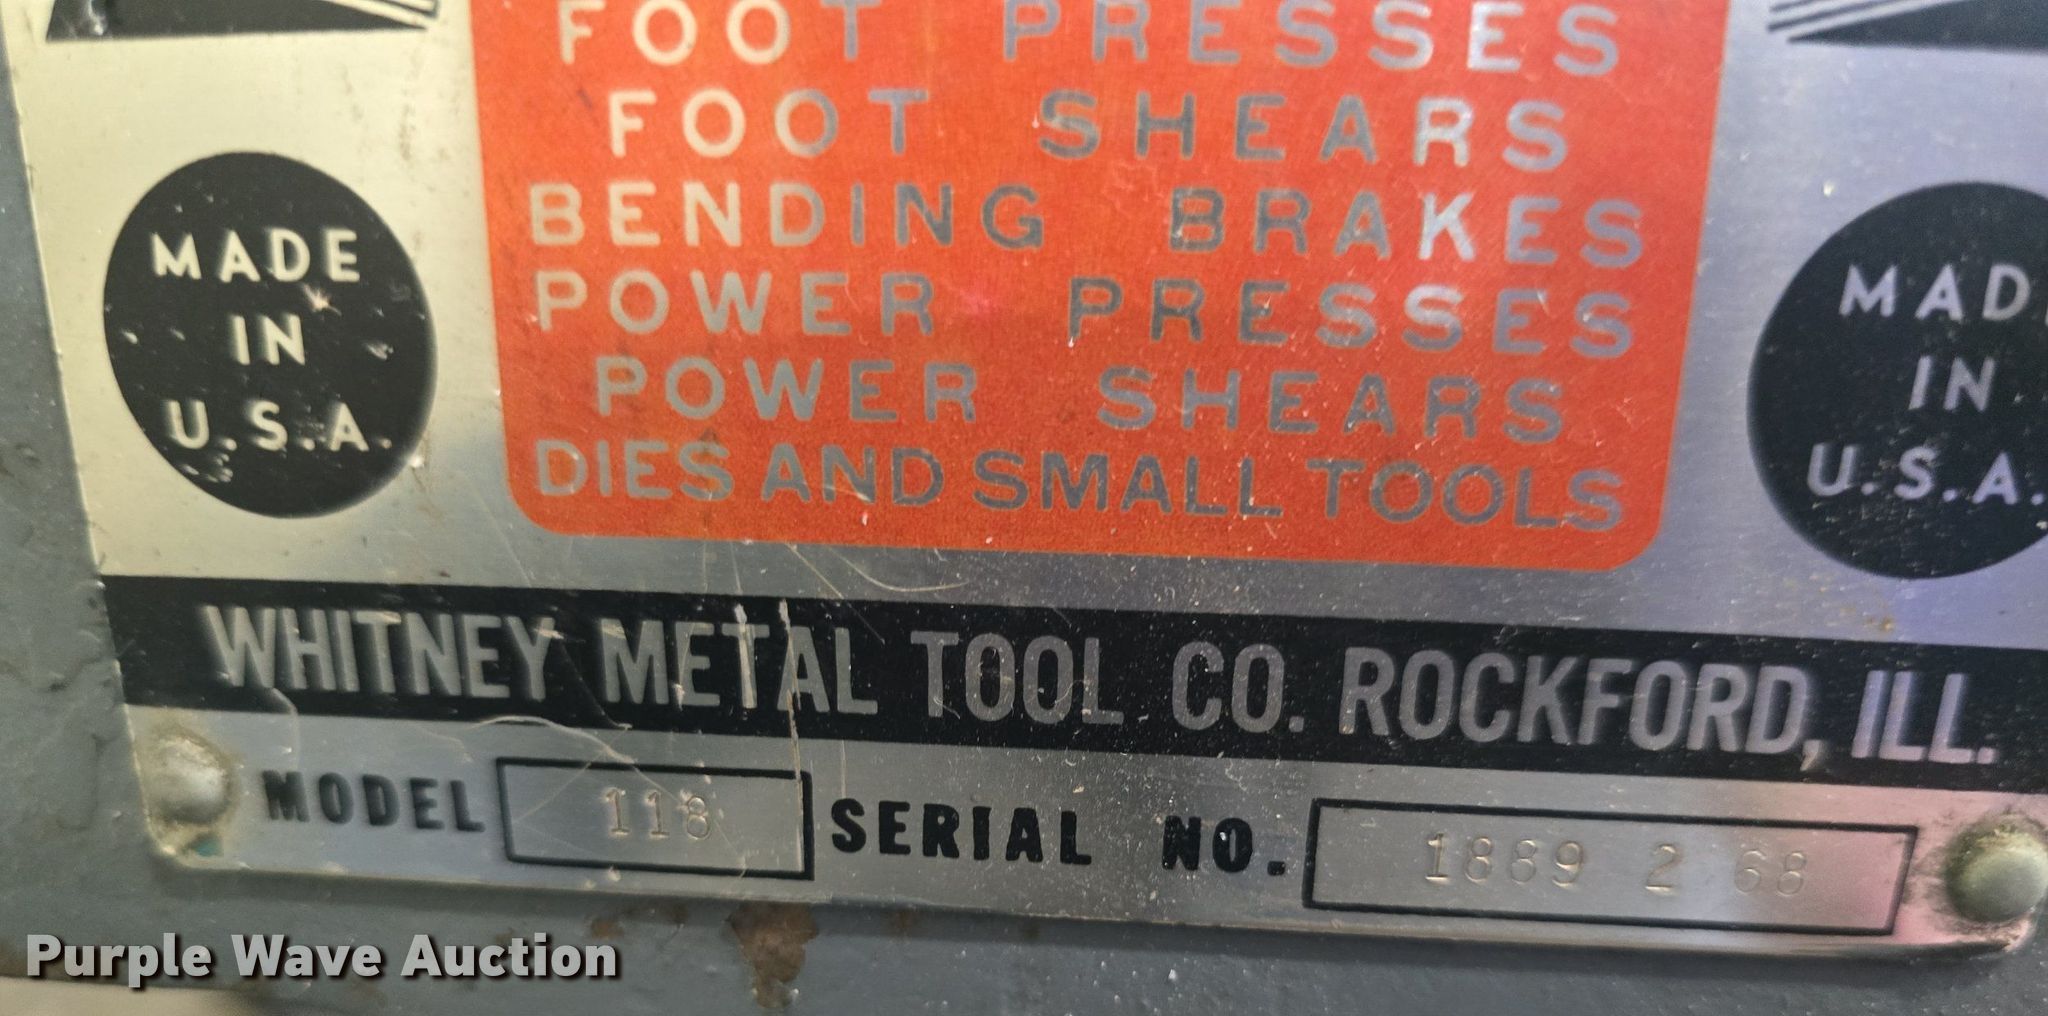 FOOT PRESSES
FOOT SHEARS
BENDING BRAKES
POWER PRESSES
POWER SHEARS
DIES AND SMALL TOOLS
MADE
IN
U.S.A.
MAD
IN
U.S.A.
WHITNEY METAL TOOL CO. ROCKFORD, ILL.
MODEL 118 SERIAL NO. 1889 2 68
Purple Wave Auction